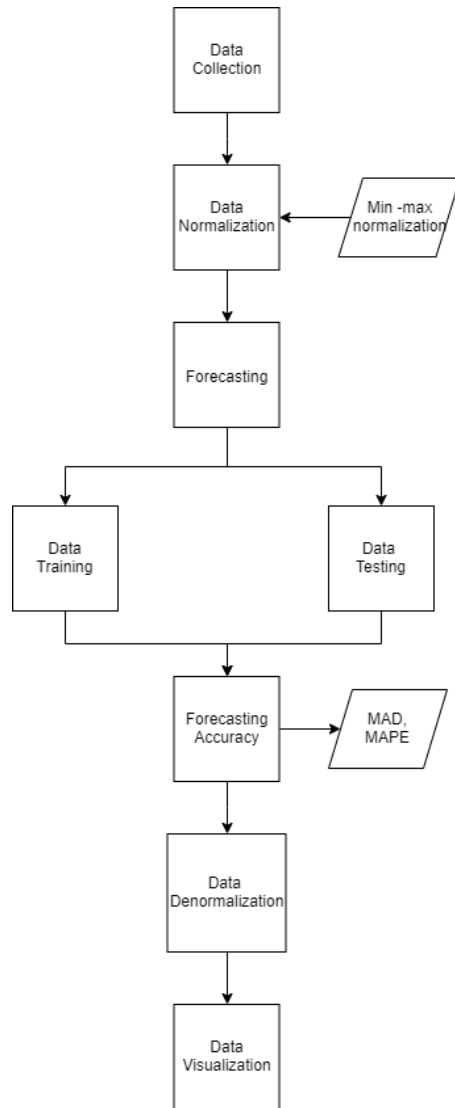 Data
Collection
Data
Normalization
Min -max
normalization
Forecasting
Data
Training
Data
Testing
Forecasting
Accuracy
MAD,
MAPE
Data
Denormalization
Data
Visualization